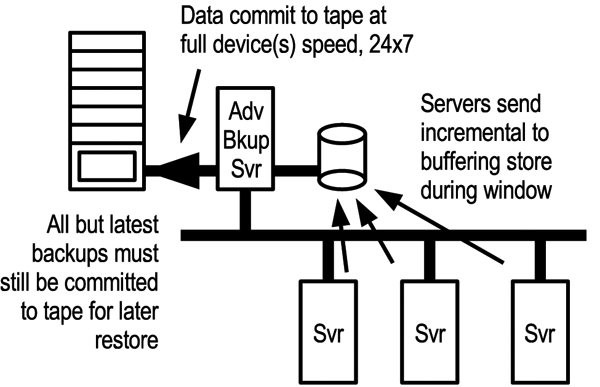 Data commit to tape at
full device(s) speed, 24x7
Adv
Bkup
Svr
Servers send
incremental to
buffering store
during window
All but latest
backups must
still be committed
to tape for later
restore
Svr
Svr
Svr